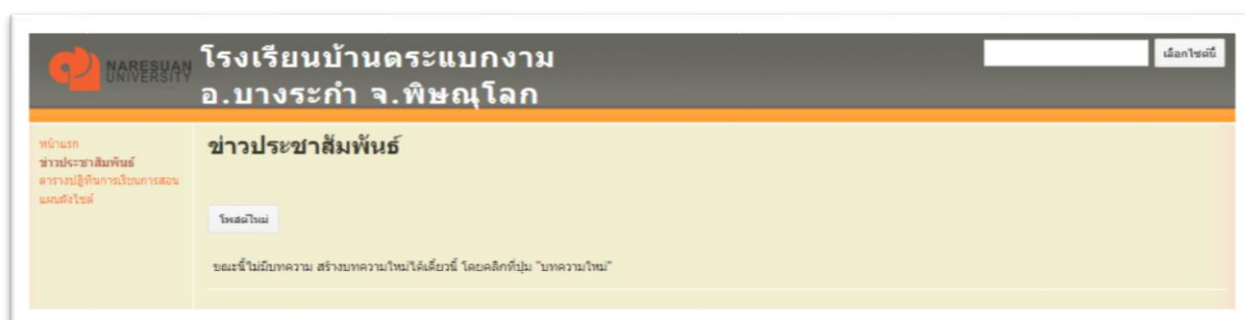 NARESUAN
UNIVERSITY
โรงเรียนบ้านตระแบกงาม
อ.บางระกำ จ.พิษณุโลก
เลือกไซต์นี้
หน้าแรก
ข่าวประชาสัมพันธ์
ตารางปฏิทินการเรียนการสอน
แผนผังไซต์
ข่าวประชาสัมพันธ์
โพสต์ใหม่
ขณะนี้ไม่มีบทความ สร้างบทความใหม่ได้เดี๋ยวนี้ โดยคลิกที่ปุ่ม "บทความใหม่"